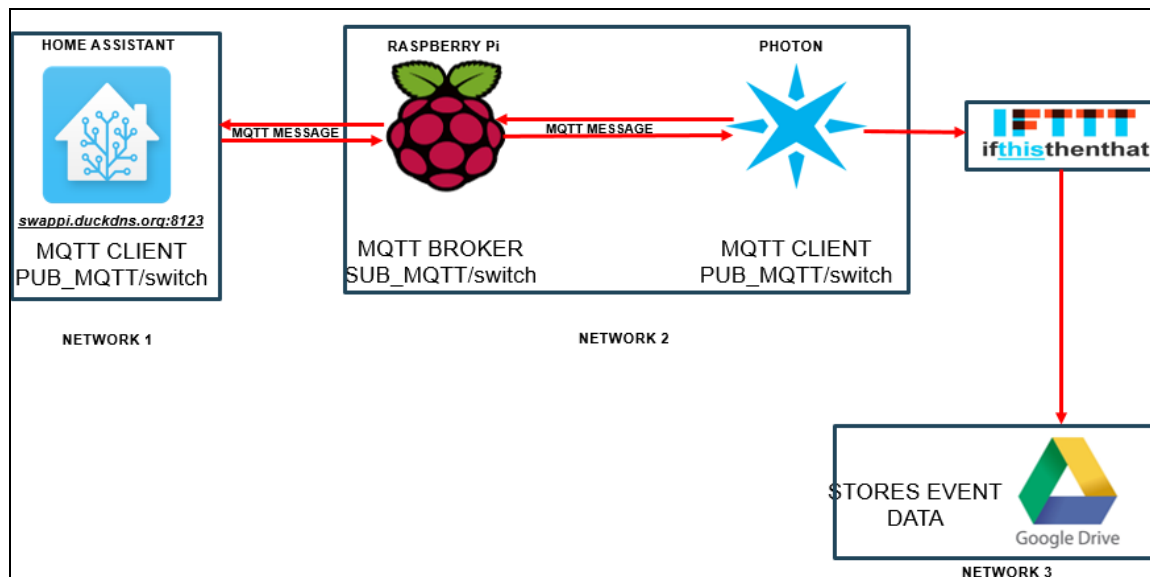 HOME ASSISTANT
swappi.duckdns.org:8123
MQTT CLIENT
PUB_MQTT/switch
NETWORK 1
MQTT MESSAGE
RASPBERRY Pi
MQTT BROKER
SUB_MQTT/switch
MQTT MESSAGE
PHOTON
MQTT CLIENT
PUB_MQTT/switch
NETWORK 2
IFTTT
ifthisthenthat
STORES EVENT
DATA
Google Drive
NETWORK 3